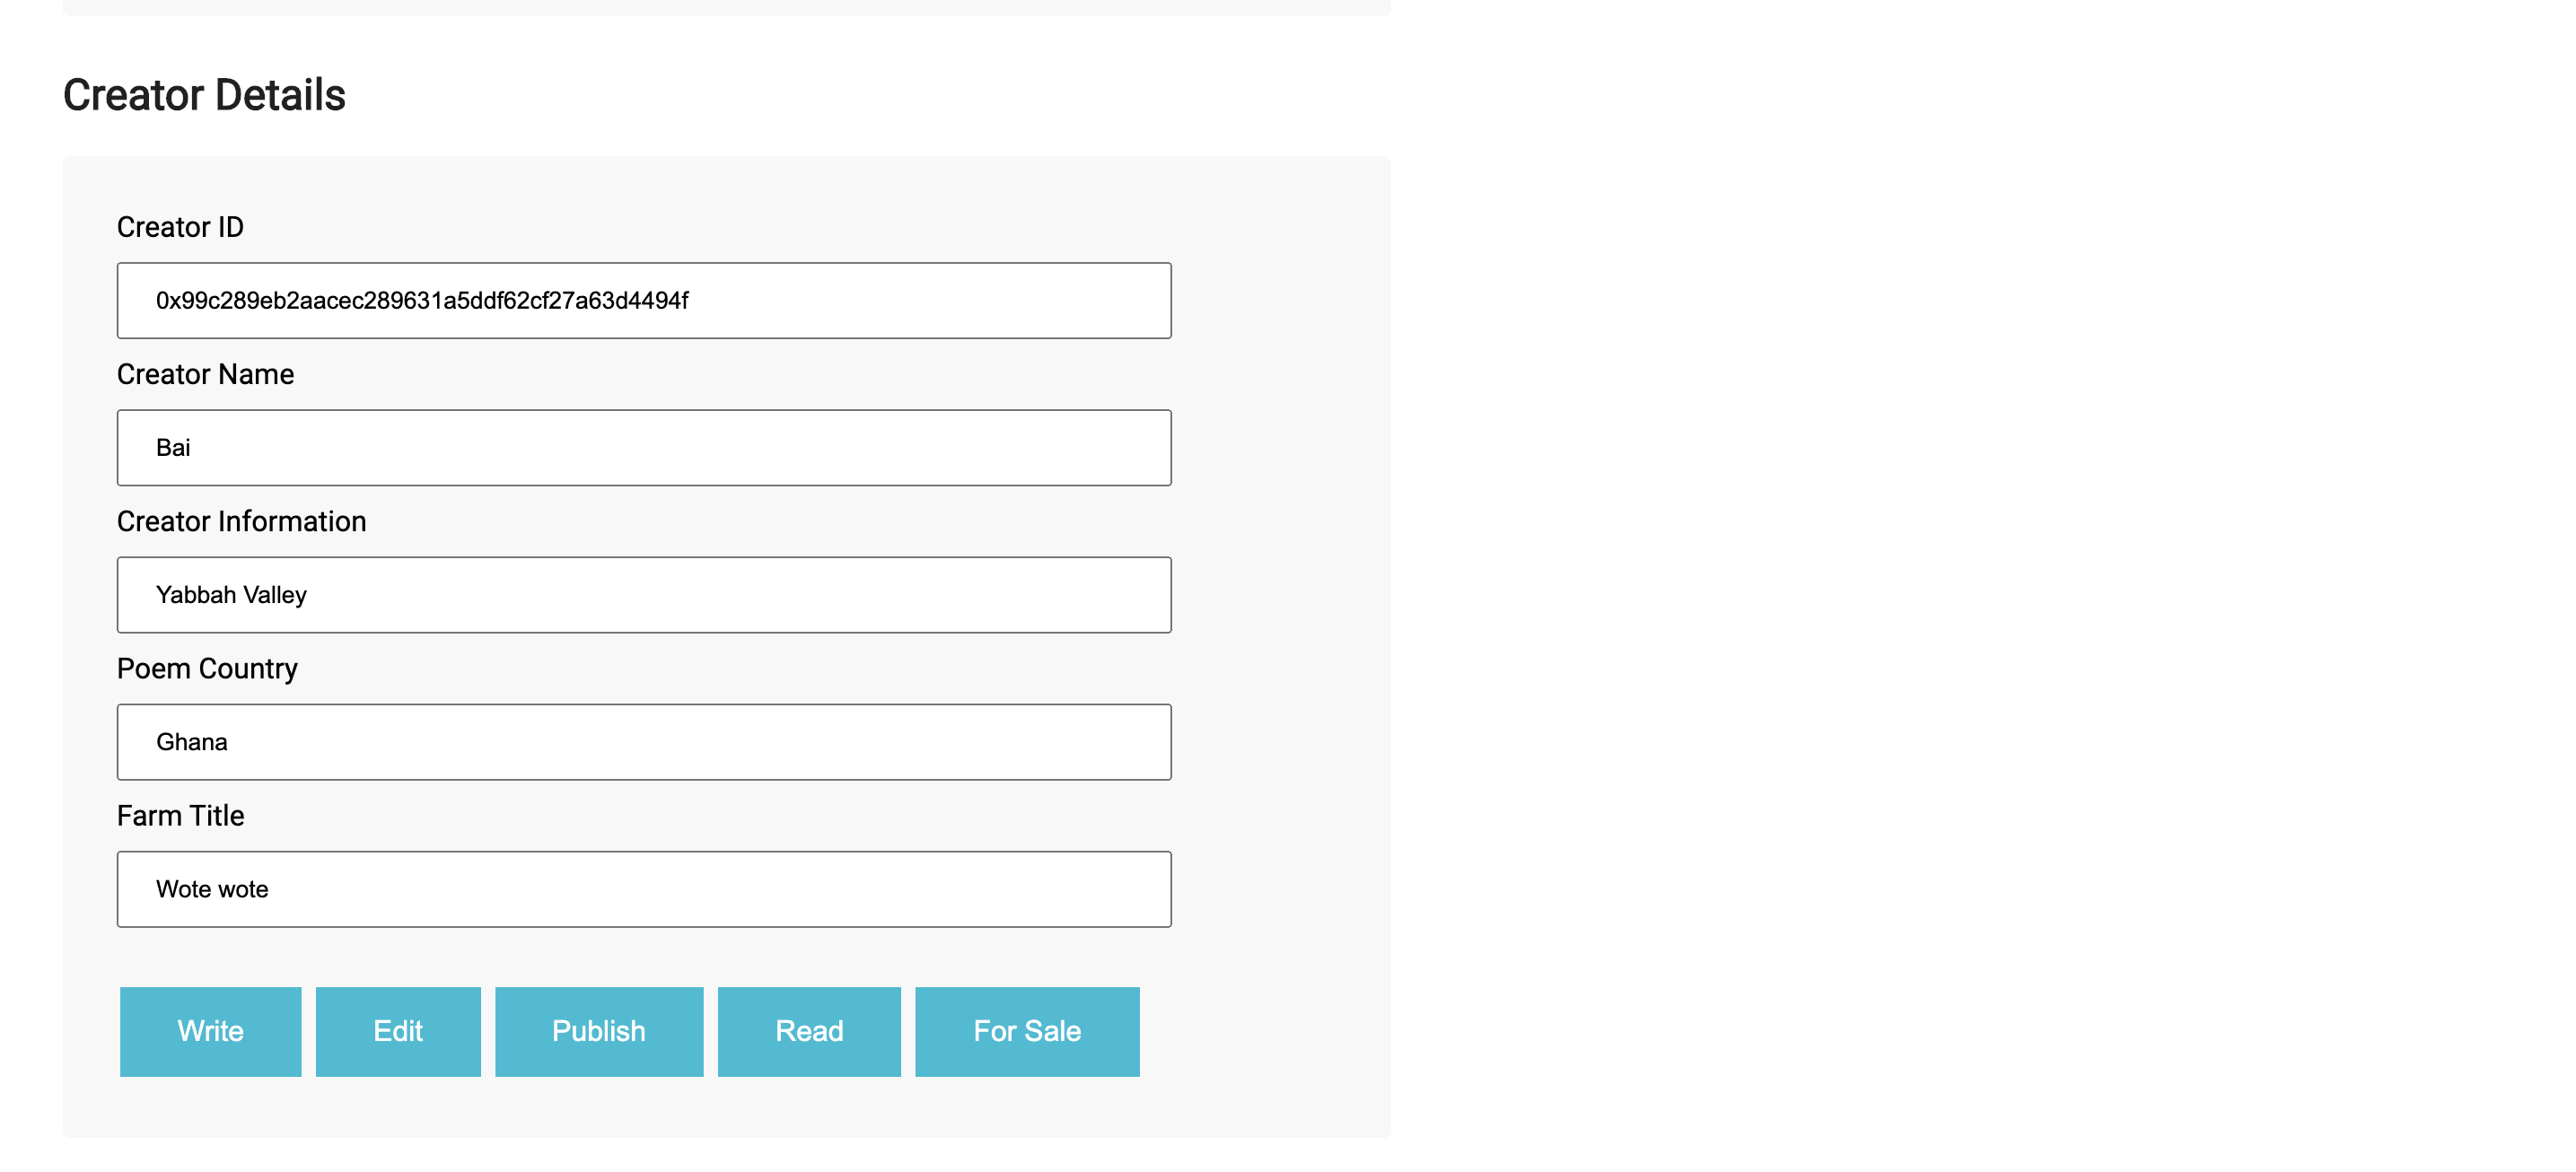 Creator Details
Creator ID
0x99c289eb2aacec289631a5ddf62cf27a63d4494f
Creator Name
Bai
Creator Information
Yabbah Valley
Poem Country
Ghana
Farm Title
Wote wote
Write Edit Publish Read For Sale